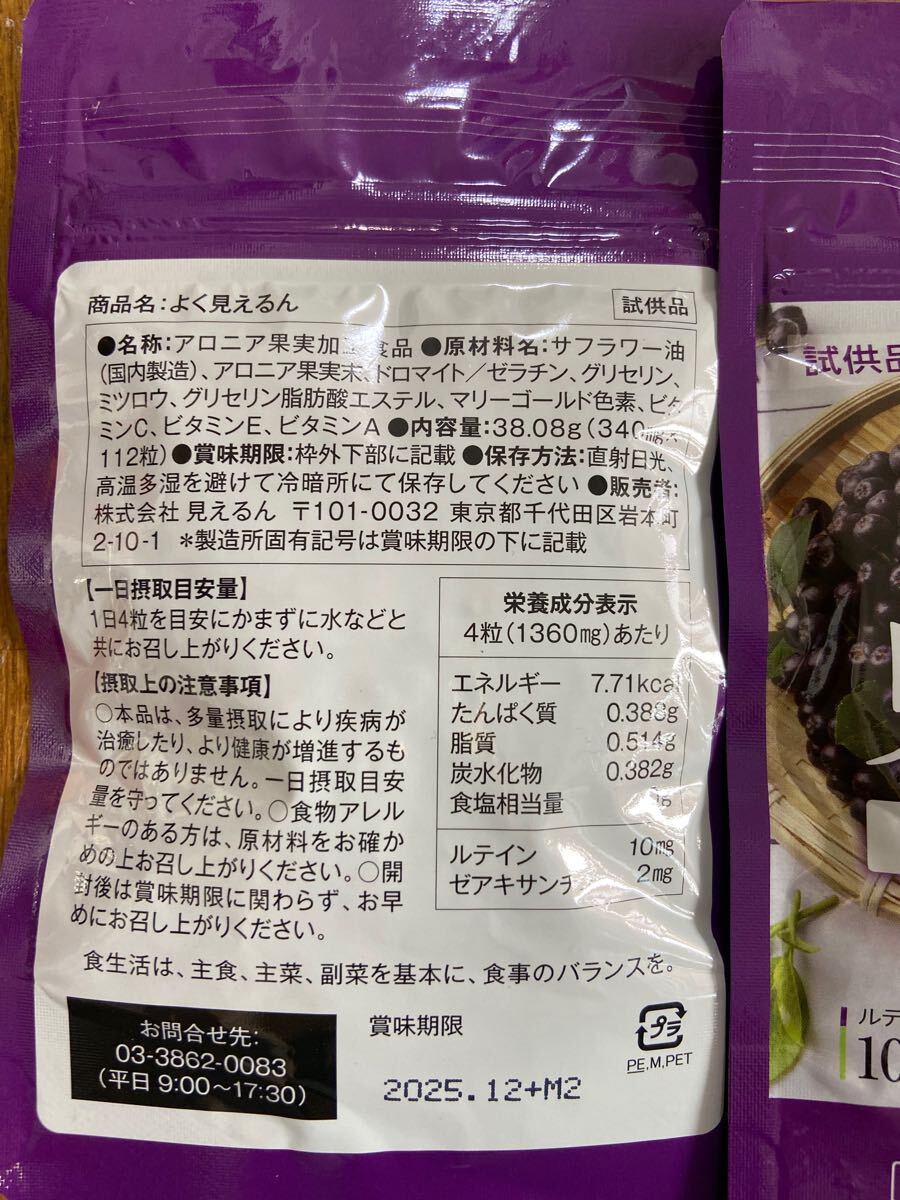 商品名：よく見えるん
試供品
●名称：アロニア果実加 食品 ●原材料名：サフラワー油
(国内製造)、アロニア果実末、ドロマイト／ゼラチン、グリセリン、
ミツロウ、グリセリン脂肪酸エステル、マリーゴールド色素、ビタ
ミンC、ビタミンE、ビタミンA ●内容量：38.08g(340mg×
112粒) ●賞味期限：枠外下部に記載 ●保存方法：直射日光、
高温多湿を避けて冷暗所にて保存してください ●販売者：
株式会社 見えるん 〒101-0032 東京都千代田区岩本町
2-10-1 ＊製造所固有記号は賞味期限の下に記載
【一日摂取目安量】
1日4粒を目安にかまずに水などと
共にお召し上がりください。
【摂取上の注意事項】
○本品は、多量摂取により疾病が
治癒したり、より健康が増進するも
のではありません。一日摂取目安
量を守ってください。○食物アレル
ギーのある方は、原材料をお確か
めの上お召し上がりください。○開
封後は賞味期限に関わらず、お早
めにお召し上がりください。
栄養成分表示
4粒(1360mg)あたり
エネルギー 7.71kcal
たんぱく質 0.388g
脂質 0.514g
炭水化物 0.382g
食塩相当量
ルテイン 10mg
ゼアキサンチ 2mg
食生活は、主食、主菜、副菜を基本に、食事のバランスを。
お問合せ先：
03-3862-0083
(平日 9:00～17:30)
賞味期限
2025.12+M2
プラ
PE,M,PET
試供品
ルテ
10